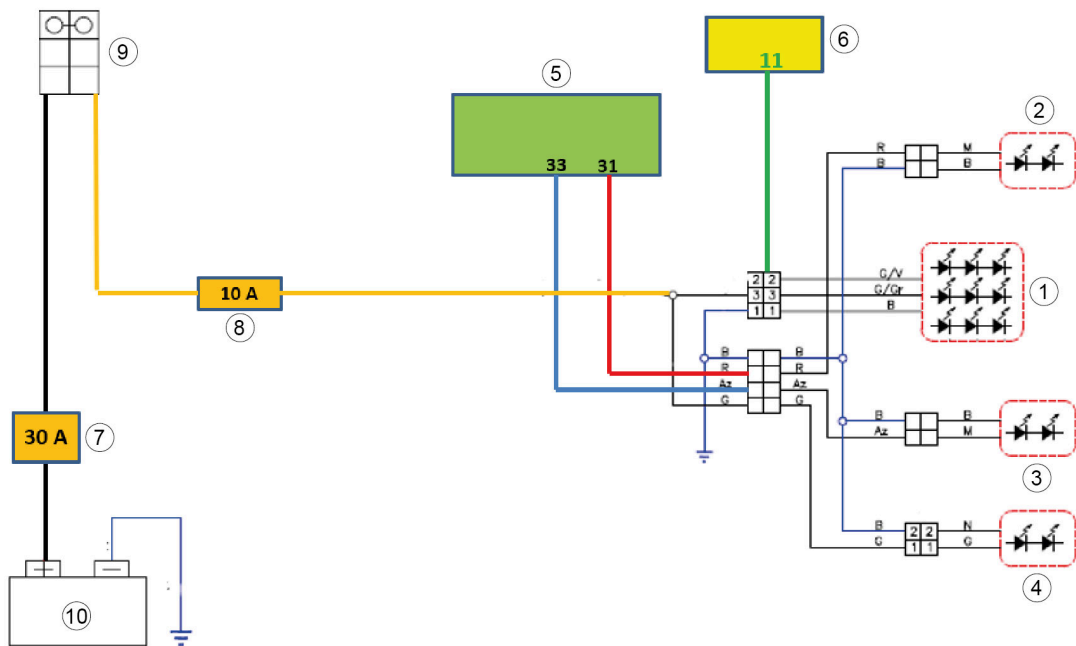 9
6
11
5
33 31
2
R M
B B
10 A
8
2 2 G/V
3 3 G/Gr
1 1 B
1
B B
R R
Az Az
G G
30 A
7
B B
Az M
3
B 2 2 N
G 1 1 G
4
+ −
10